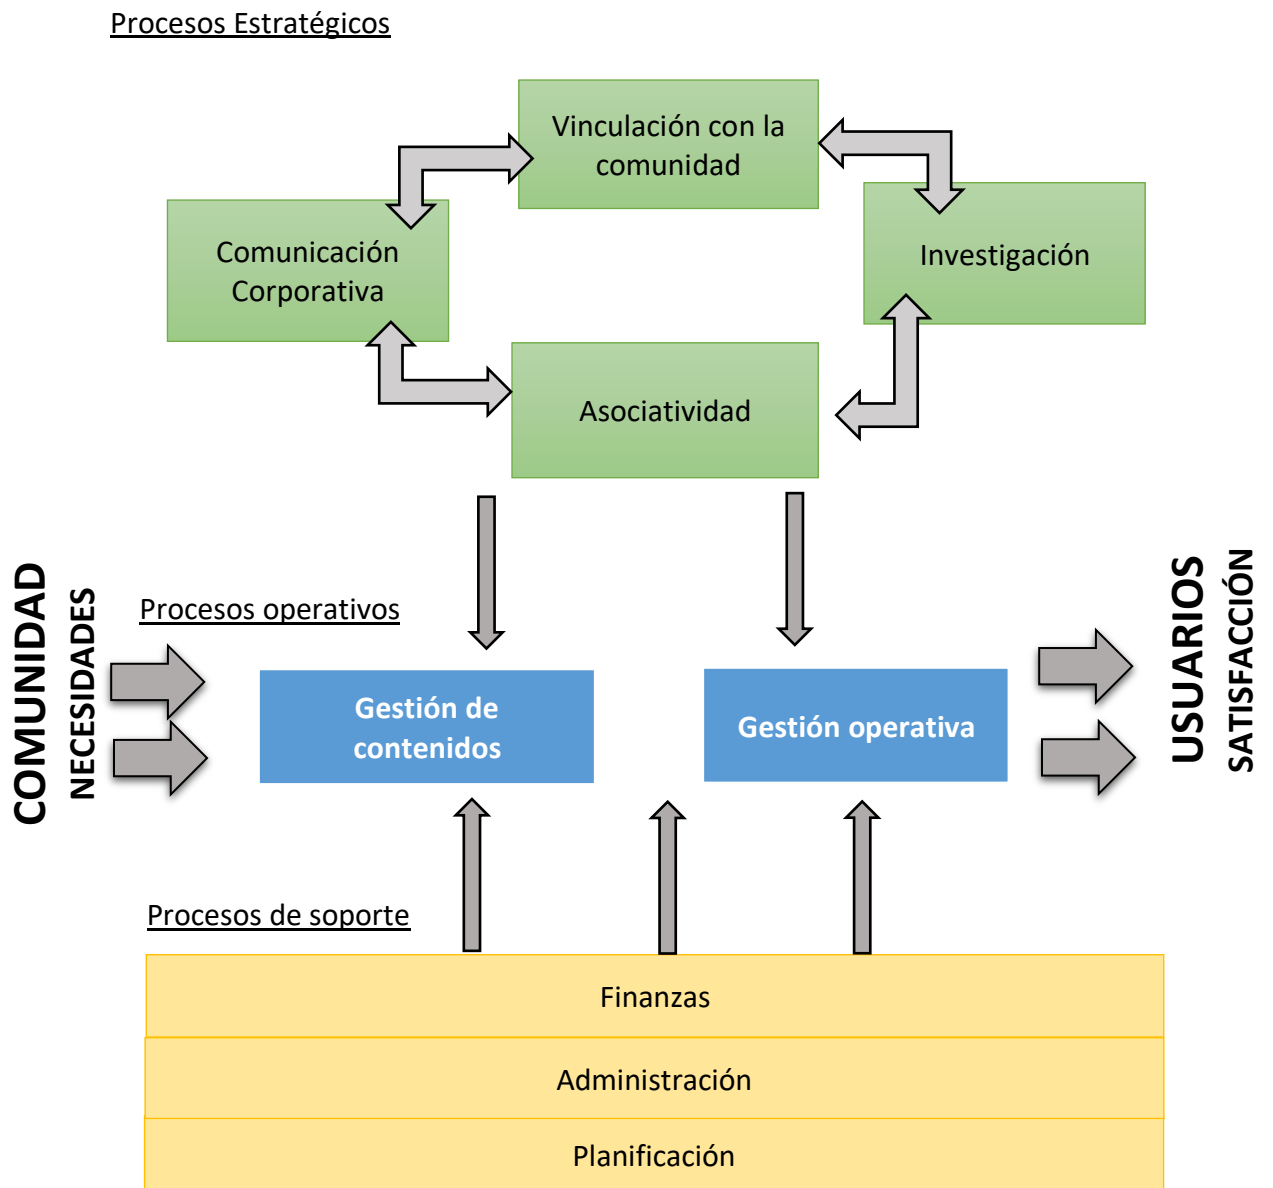 Procesos Estratégicos
Vinculación con la
comunidad
Comunicación
Corporativa
Investigación
Asociatividad
COMUNIDAD
NECESIDADES
Procesos operativos
Gestión de
contenidos
Gestión operativa
USUARIOS
SATISFACCIÓN
Procesos de soporte
Finanzas
Administración
Planificación